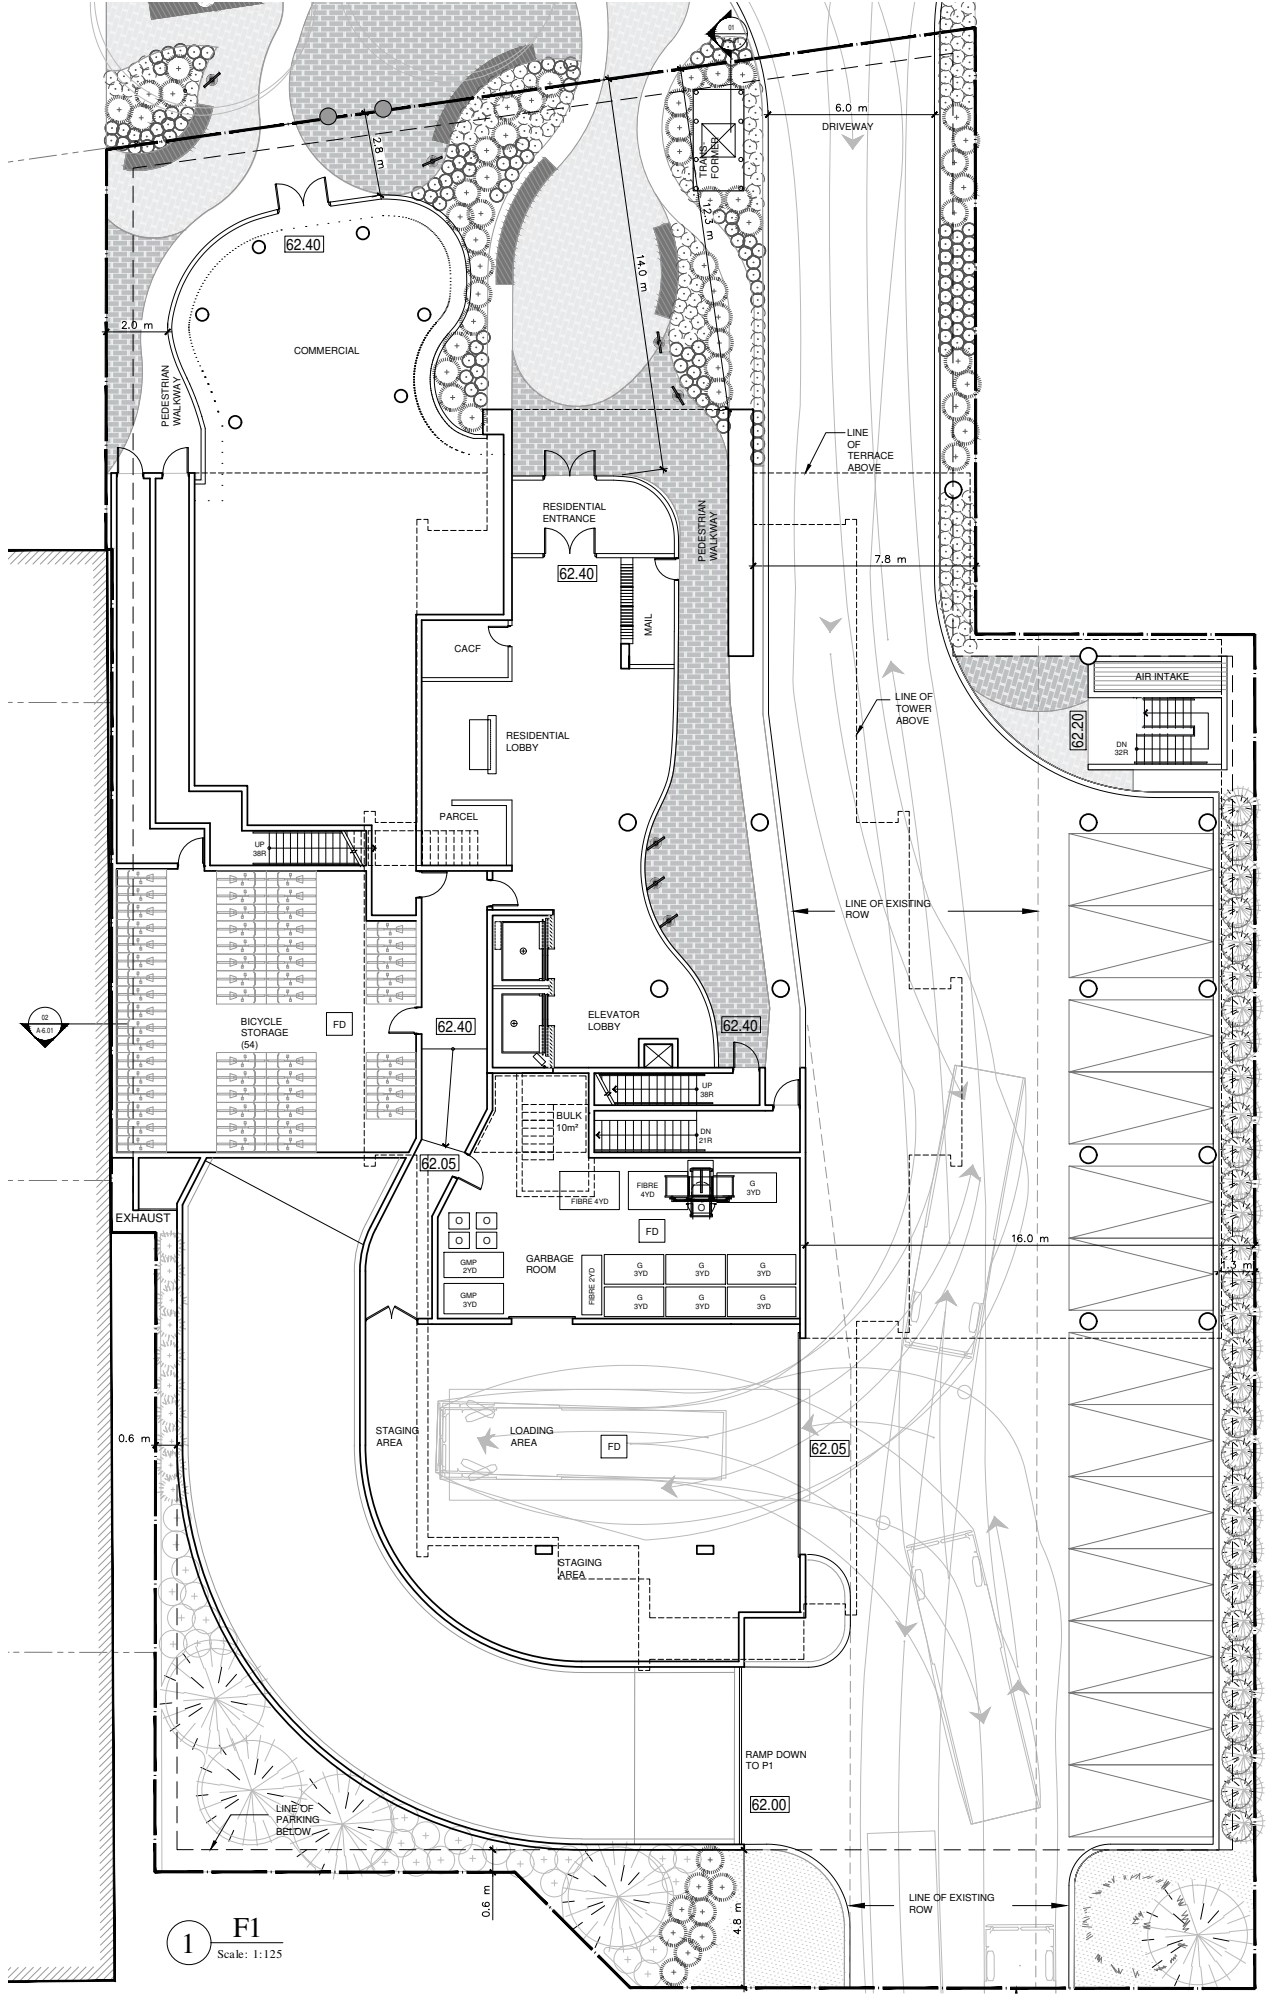 01
6.0 m
DRIVEWAY
2.8 m
TRANS
FORMER
12.3 m
62.40
14.0 m
2.0 m
COMMERCIAL
PEDESTRIAN
WALKWAY
LINE
OF
TERRACE
ABOVE
RESIDENTIAL
ENTRANCE
PEDESTRIAN
WALKWAY
7.8 m
62.40
MAIL
CACF
AIR INTAKE
LINE OF
TOWER
ABOVE
62.20
RESIDENTIAL
LOBBY
DN
32R
PARCEL
UP
38R
LINE OF EXISTING
ROW
02
A-6.01
BICYCLE
STORAGE
(54)
FD
62.40
ELEVATOR
LOBBY
62.40
UP
38R
BULK
10m²
DN
21R
62.05
FIBRE 4YD
FIBRE
4YD
G
3YD
EXHAUST
FD
16.0 m
GARBAGE
ROOM
GMP
2YD
GMP
3YD
FIBRE 2YD
G
3YD
G
3YD
G
3YD
G
3YD
G
3YD
G
3YD
1.3 m
0.6 m
STAGING
AREA
LOADING
AREA
FD
62.05
STAGING
AREA
RAMP DOWN
TO P1
62.00
LINE OF
PARKING
BELOW
0.6 m
4.8 m
LINE OF EXISTING
ROW
1
F1
Scale: 1:125